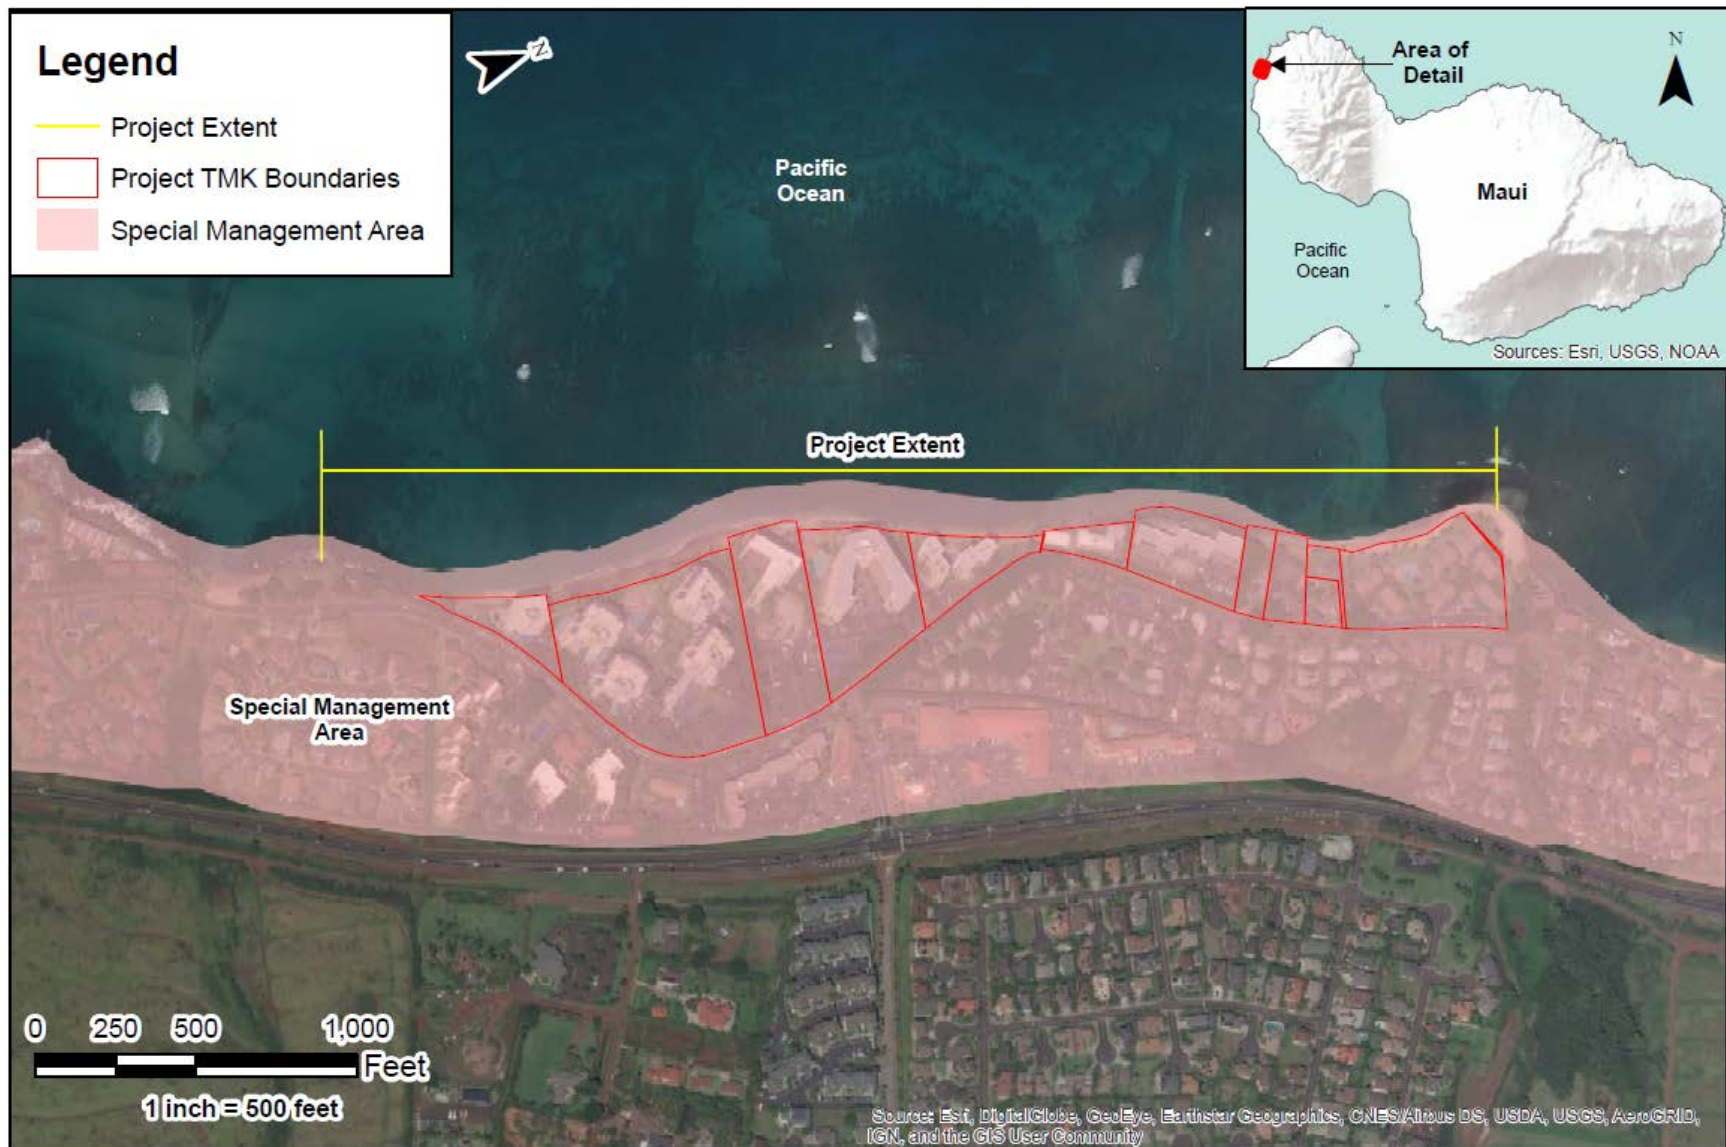 Legend
Project Extent
Project TMK Boundaries
Special Management Area
N
Pacific
Ocean
Area of
Detail
N
Maui
Pacific
Ocean
Sources: Esri, USGS, NOAA
Project Extent
Special Management
Area
0 250 500 1,000
Feet
1 inch = 500 feet
Source: Esri, DigitalGlobe, GeoEye, Earthstar Geographics, CNES/Airbus DS, USDA, USGS, AeroGRID,
IGN, and the GIS User Community